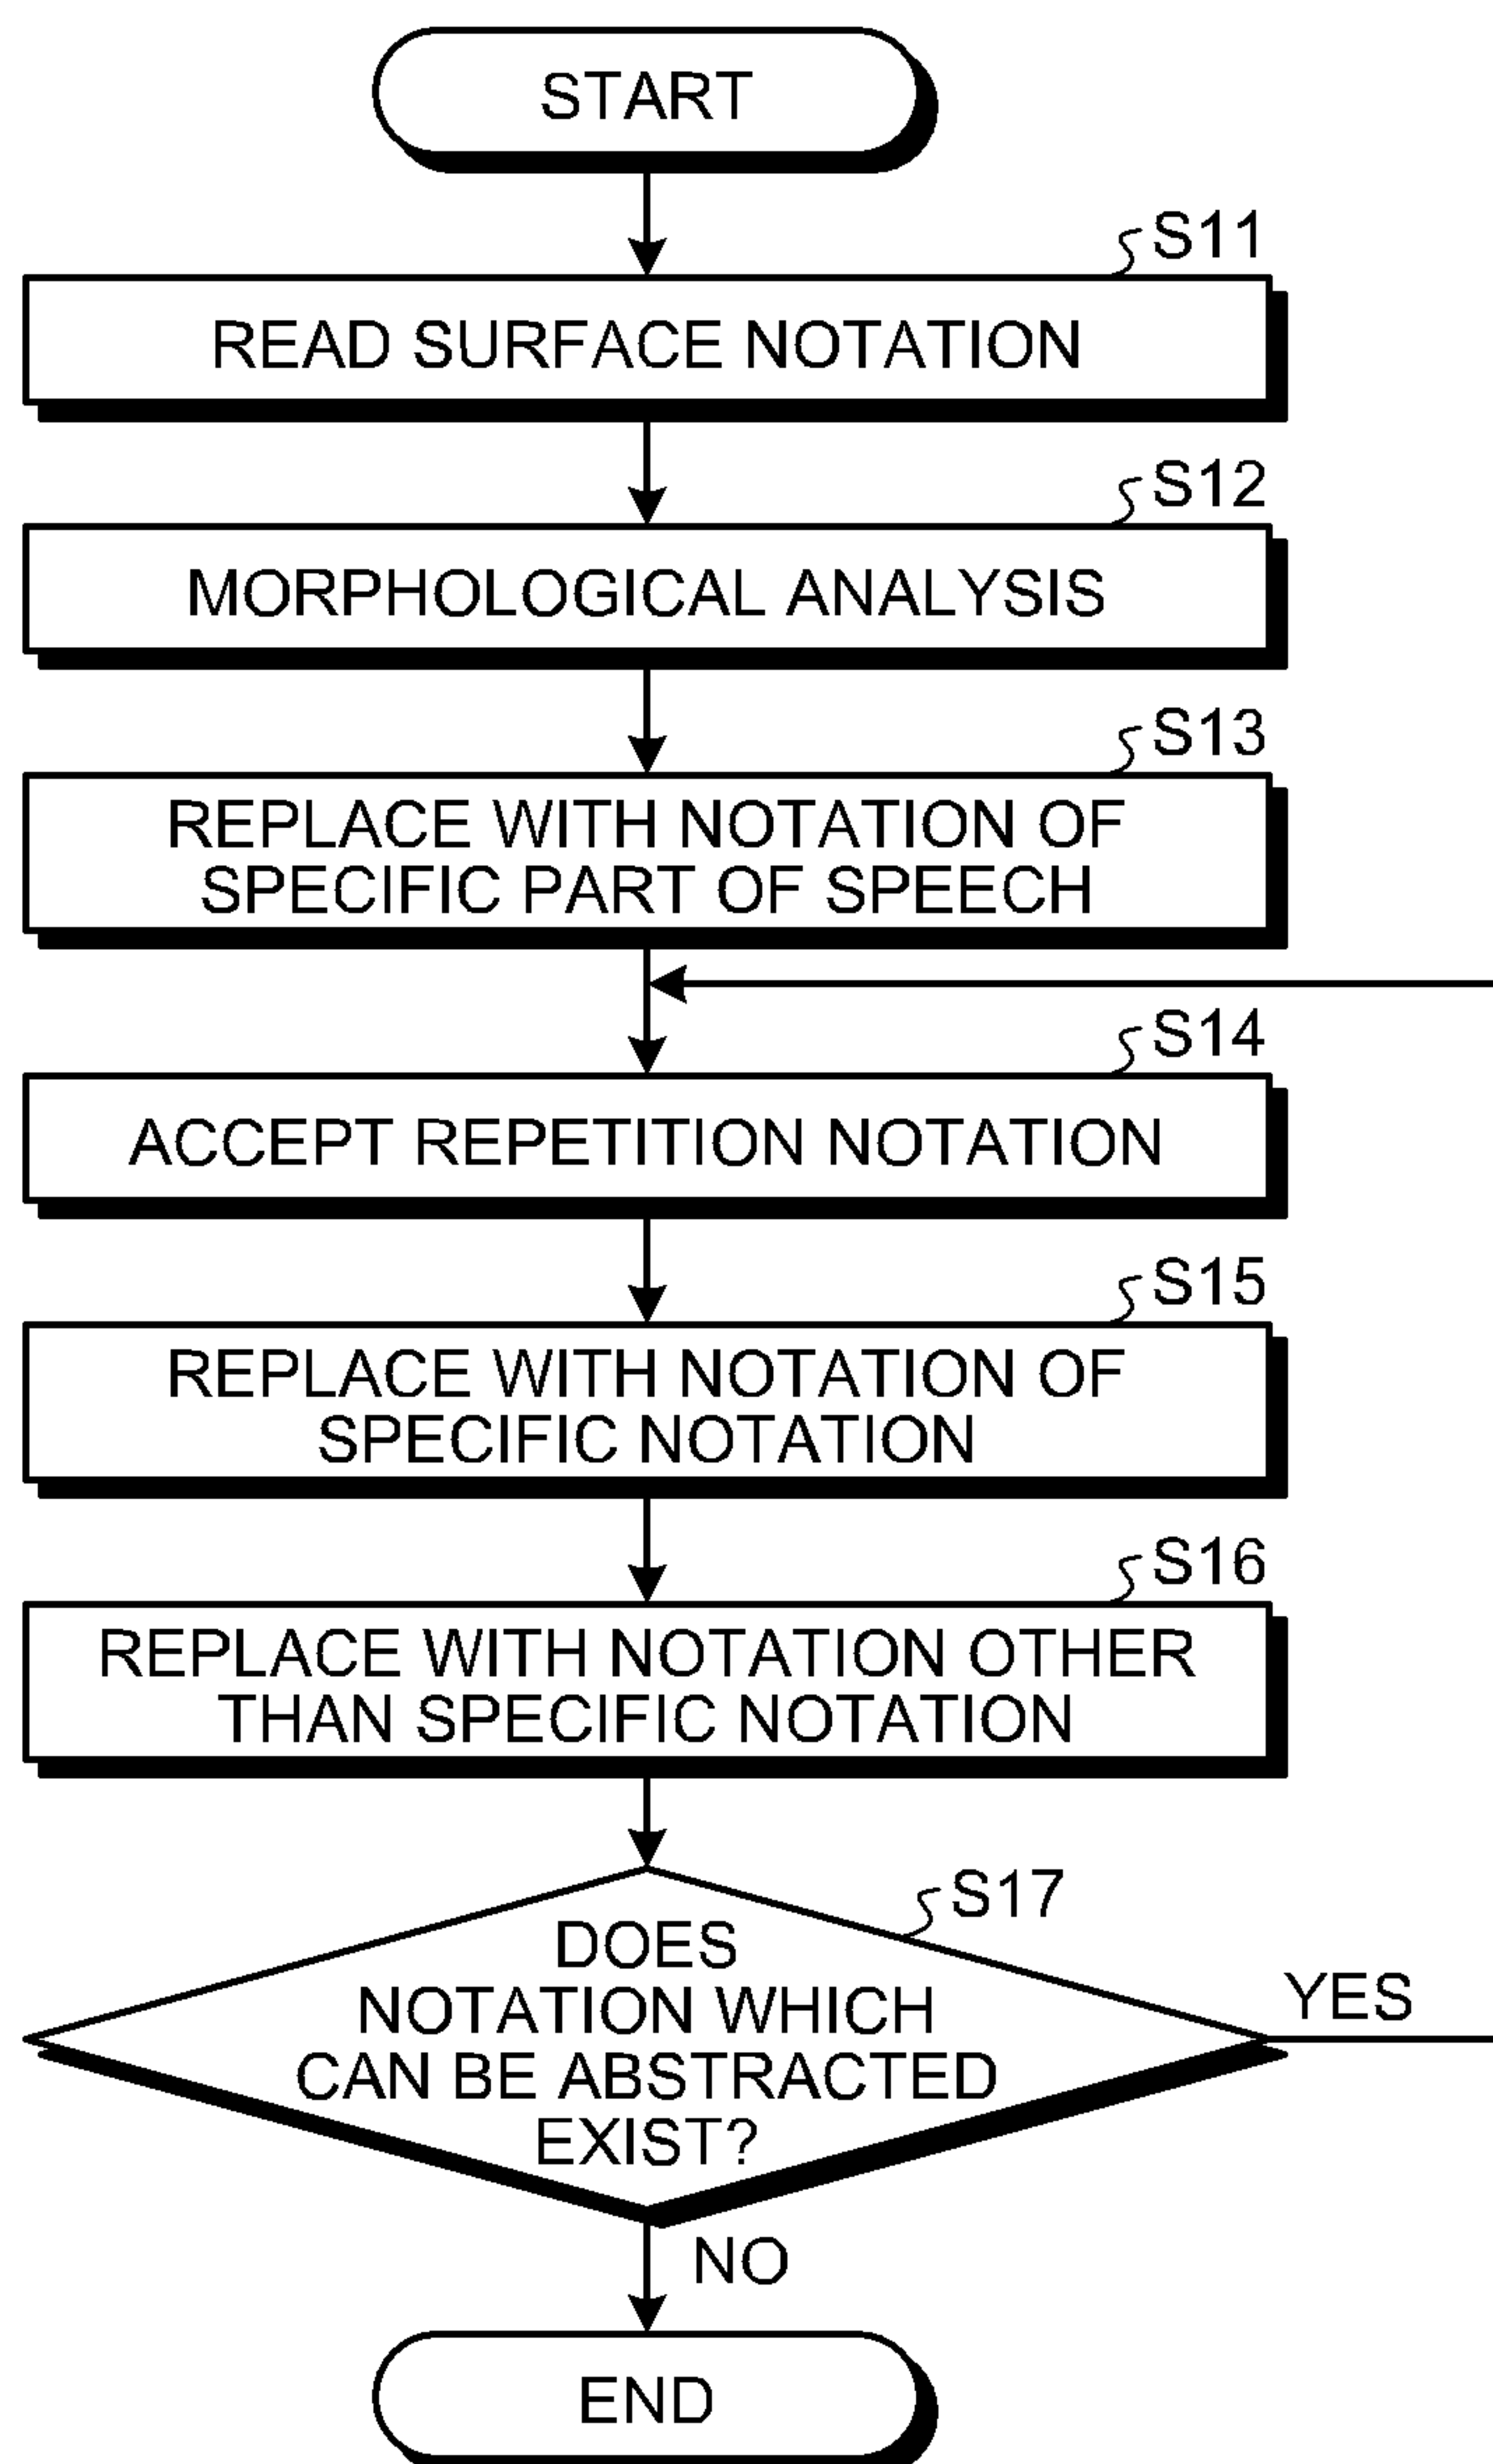 START
S11
READ SURFACE NOTATION
S12
MORPHOLOGICAL ANALYSIS
S13
REPLACE WITH NOTATION OF
SPECIFIC PART OF SPEECH
S14
ACCEPT REPETITION NOTATION
S15
REPLACE WITH NOTATION OF
SPECIFIC NOTATION
S16
REPLACE WITH NOTATION OTHER
THAN SPECIFIC NOTATION
S17
DOES
NOTATION WHICH
CAN BE ABSTRACTED
EXIST?
YES
NO
END